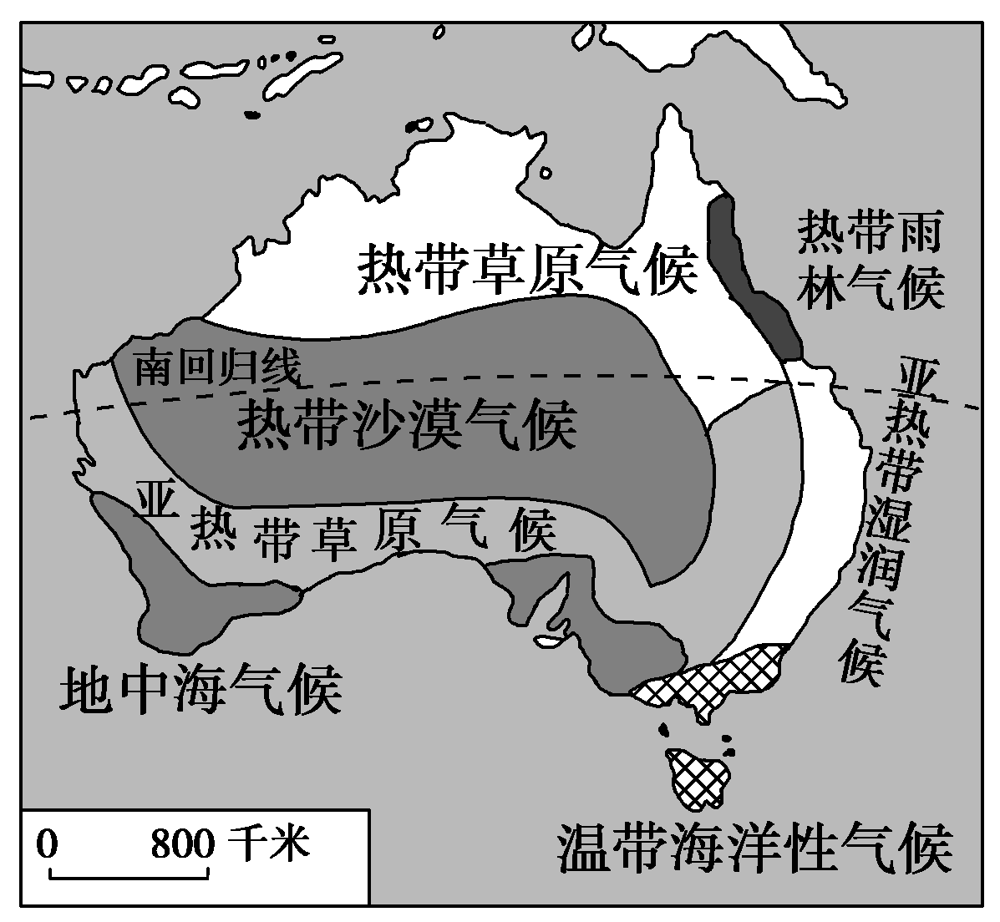 热带雨
林气候
热带草原气候
南回归线
热带沙漠气候
亚热带湿润气候
亚热带草原气候
地中海气候
温带海洋性气候
0 800 千米